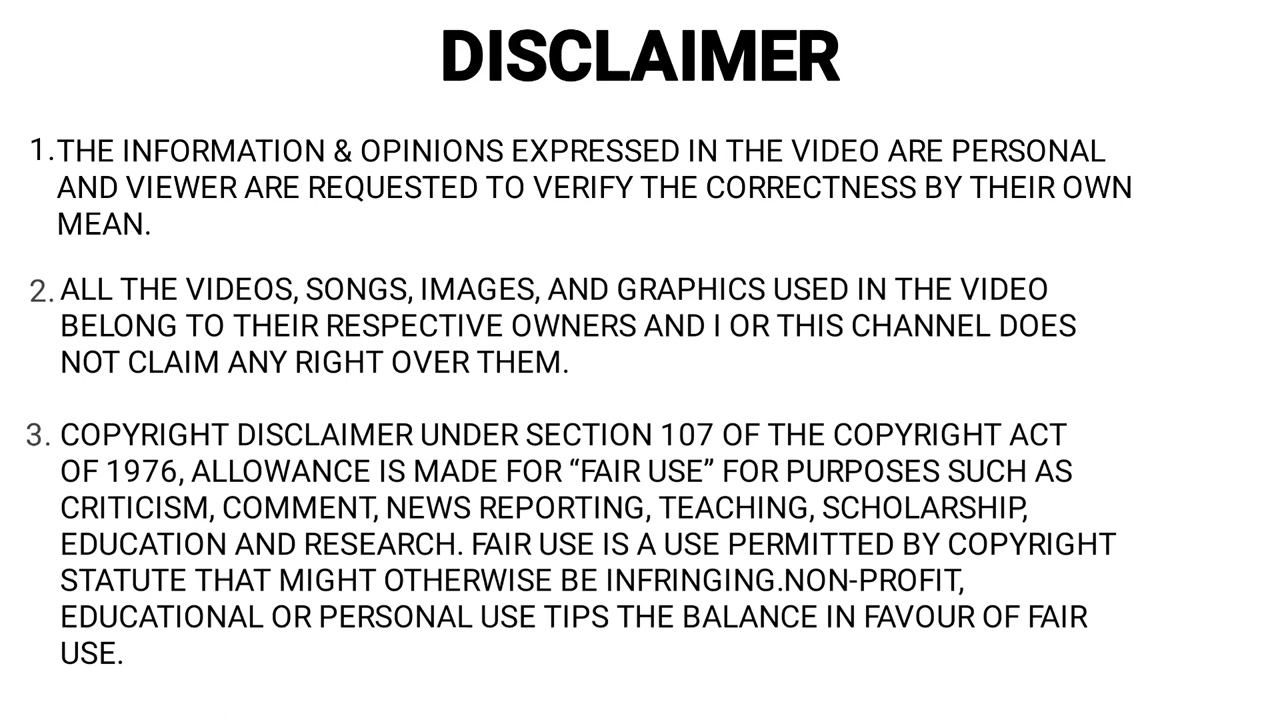 DISCLAIMER
1. THE INFORMATION & OPINIONS EXPRESSED IN THE VIDEO ARE PERSONAL
AND VIEWER ARE REQUESTED TO VERIFY THE CORRECTNESS BY THEIR OWN
MEAN.
2. ALL THE VIDEOS, SONGS, IMAGES, AND GRAPHICS USED IN THE VIDEO
BELONG TO THEIR RESPECTIVE OWNERS AND I OR THIS CHANNEL DOES
NOT CLAIM ANY RIGHT OVER THEM.
3. COPYRIGHT DISCLAIMER UNDER SECTION 107 OF THE COPYRIGHT ACT
OF 1976, ALLOWANCE IS MADE FOR “FAIR USE” FOR PURPOSES SUCH AS
CRITICISM, COMMENT, NEWS REPORTING, TEACHING, SCHOLARSHIP,
EDUCATION AND RESEARCH. FAIR USE IS A USE PERMITTED BY COPYRIGHT
STATUTE THAT MIGHT OTHERWISE BE INFRINGING.NON-PROFIT,
EDUCATIONAL OR PERSONAL USE TIPS THE BALANCE IN FAVOUR OF FAIR
USE.